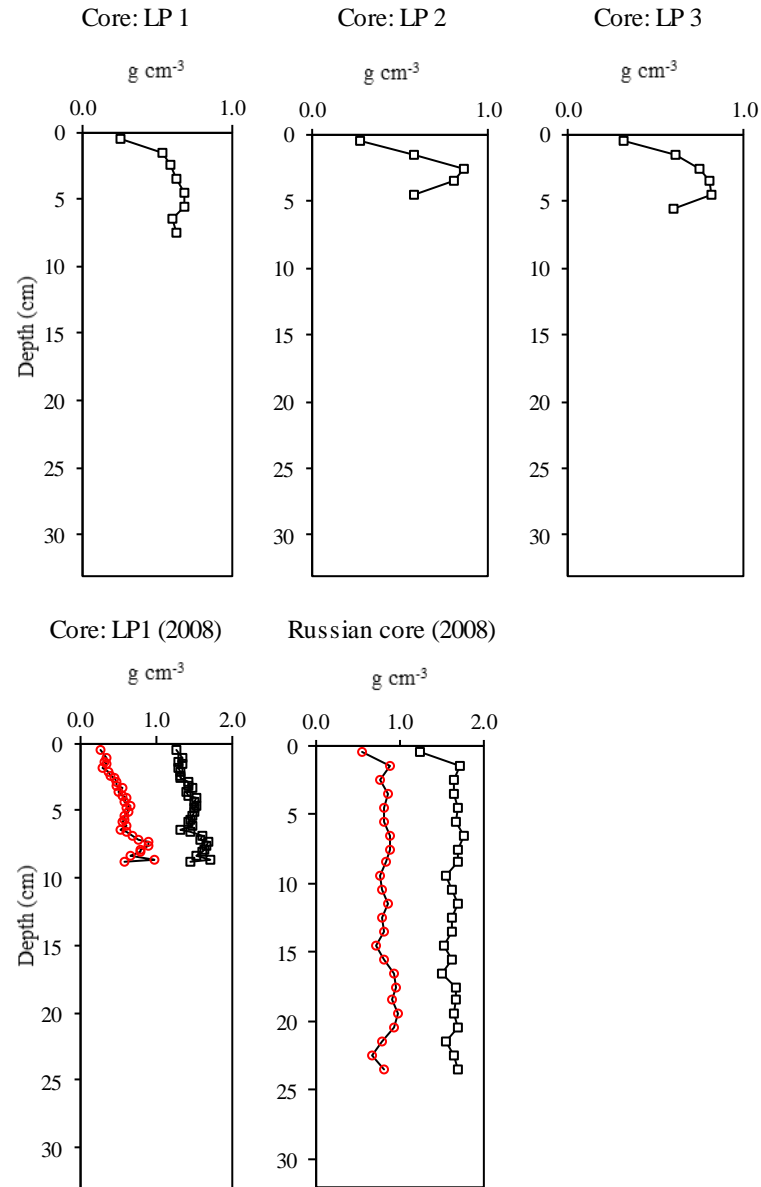 Core: LP 1 Core: LP 2 Core: LP 3
g cm-3 g cm-3 g cm-3
0.0 1.0 0.0 1.0 0.0 1.0
0 0 0
5 5 5
10 10 10
15 15 15
20 20 20
25 25 25
30 30 30
Depth (cm)
Core: LP1 (2008) Russian core (2008)
g cm-3 g cm-3
0.0 1.0 2.0 0.0 1.0 2.0
0 0
5 5
10 10
15 15
20 20
25 25
30 30
Depth (cm)